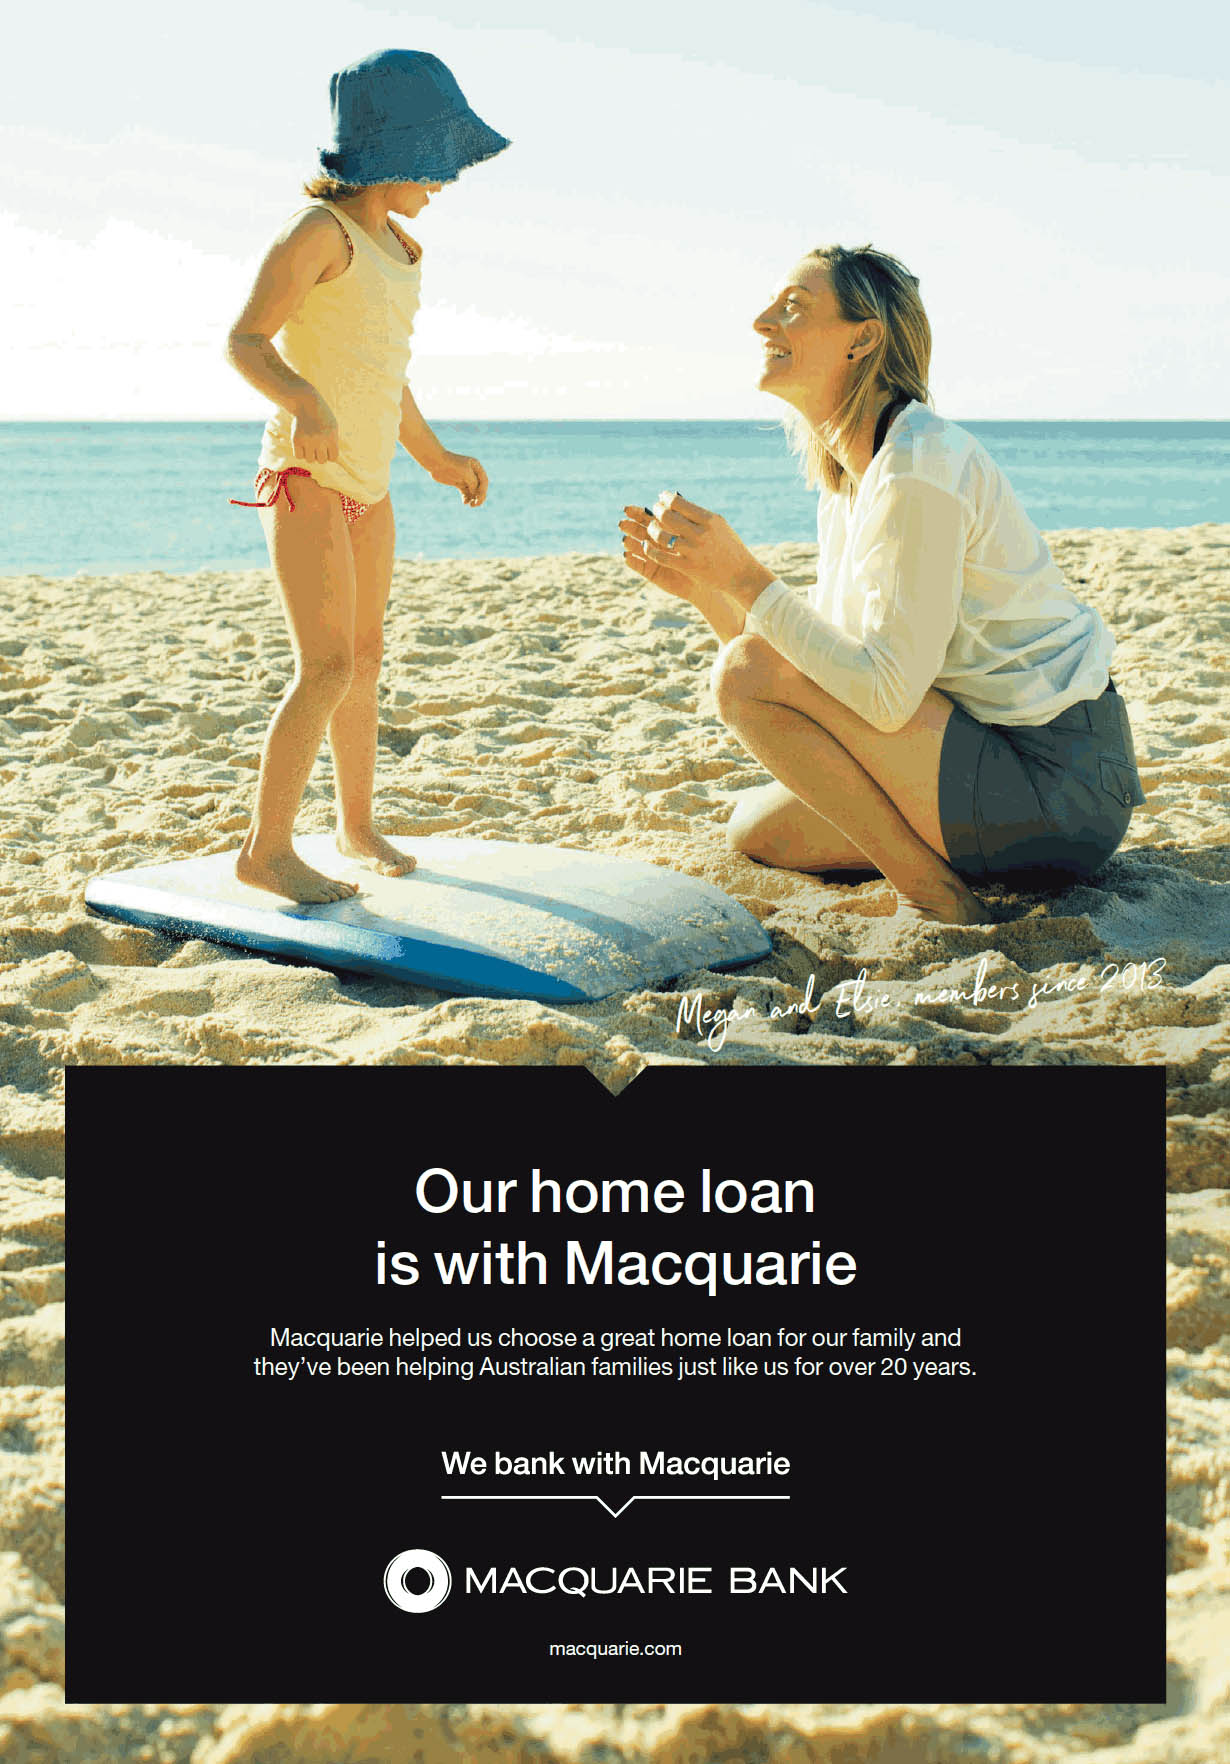 Megan and Elsie, members since 2013
Our home loan
is with Macquarie
Macquarie helped us choose a great home loan for our family and
they’ve been helping Australian families just like us for over 20 years.
We bank with Macquarie
MACQUARIE BANK
macquarie.com